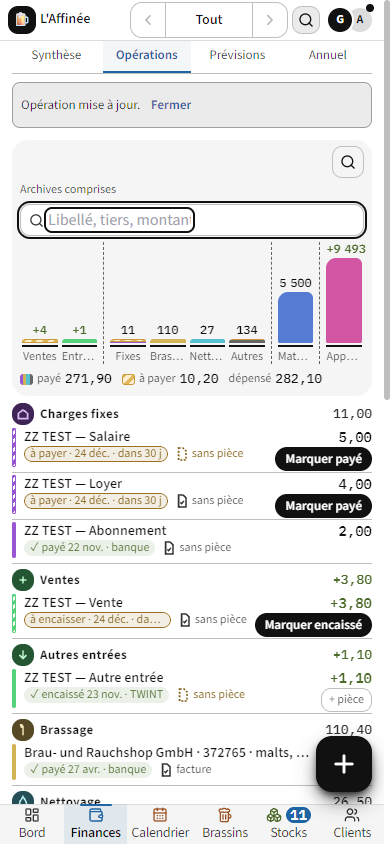 L'Affinée
Tout
G A
Synthèse Opérations Prévisions Annuel
Opération mise à jour. Fermer
Archives comprises
Libellé, tiers, montant
+4 +1 11 110 27 134 5 500 +9 493
Ventes Entr… Fixes Bras… Nett… Autres Mat… App…
payé 271,90 à payer 10,20 dépensé 282,10
Charges fixes 11,00
ZZ TEST — Salaire 5,00
à payer · 24 déc. · dans 30 j sans pièce Marquer payé
ZZ TEST — Loyer 4,00
à payer · 24 déc. · dans 30 j sans pièce Marquer payé
ZZ TEST — Abonnement 2,00
✓ payé 22 nov. · banque sans pièce
Ventes +3,80
ZZ TEST — Vente +3,80
à encaisser · 24 déc. · da… sans pièce Marquer encaissé
Autres entrées +1,10
ZZ TEST — Autre entrée +1,10
✓ encaissé 23 nov. · TWINT sans pièce + pièce
Brassage 110,40
Brau- und Rauchshop GmbH · 372765 · malts, …
✓ payé 27 avr. · banque facture
Nettoyage 26,50
Bord Finances Calendrier Brassins Stocks 11 Clients